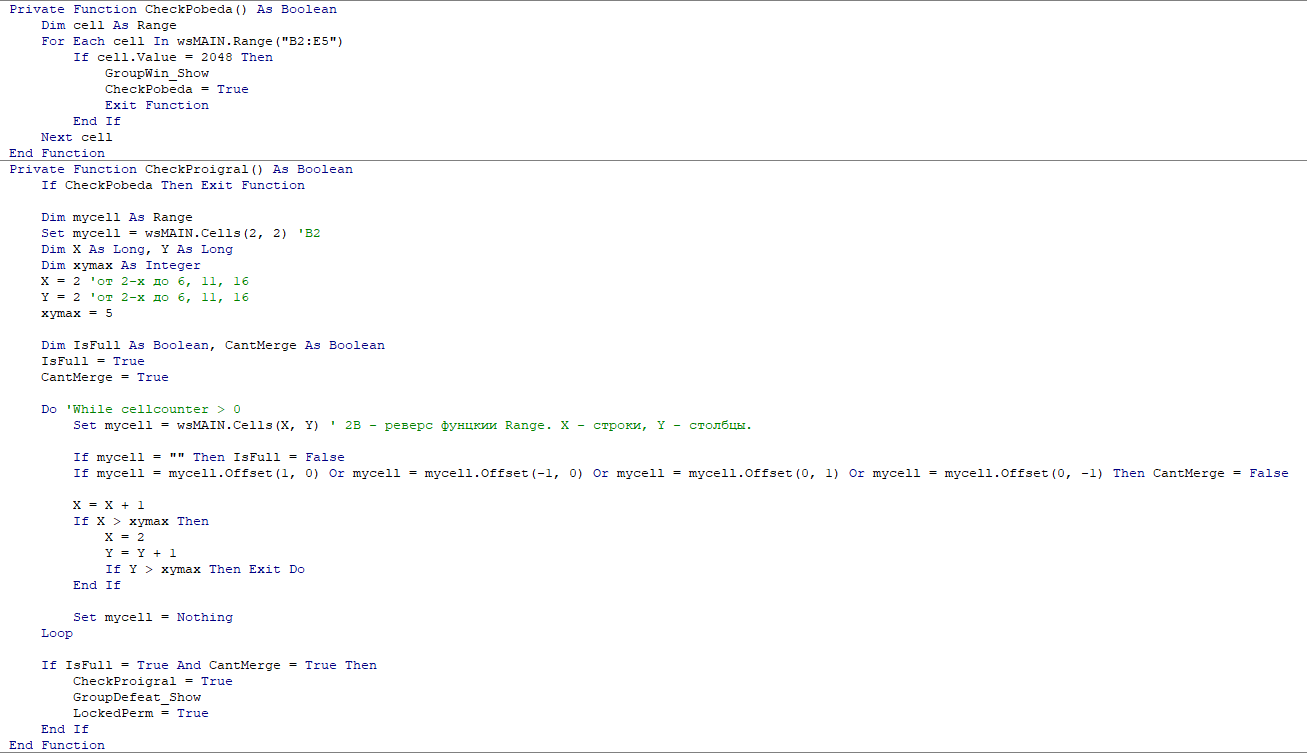 Private Function CheckPobeda() As Boolean
    Dim cell As Range
    For Each cell In wsMAIN.Range("B2:E5")
        If cell.Value = 2048 Then
            GroupWin_Show
            CheckPobeda = True
            Exit Function
        End If
    Next cell
End Function
Private Function CheckProigral() As Boolean
    If CheckPobeda Then Exit Function
    Dim mycell As Range
    Set mycell = wsMAIN.Cells(2, 2) 'B2
    Dim X As Long, Y As Long
    Dim xymax As Integer
    X = 2 'от 2-х до 6, 11, 16
    Y = 2 'от 2-х до 6, 11, 16
    xymax = 5
    Dim IsFull As Boolean, CantMerge As Boolean
    IsFull = True
    CantMerge = True
    Do 'While cellcounter > 0
        Set mycell = wsMAIN.Cells(X, Y) ' 2B - реверс фунцкии Range. X - строки, Y - столбцы.
        If mycell = "" Then IsFull = False
        If mycell = mycell.Offset(1, 0) Or mycell = mycell.Offset(-1, 0) Or mycell = mycell.Offset(0, 1) Or mycell = mycell.Offset(0, -1) Then CantMerge = False
        X = X + 1
        If X > xymax Then
            X = 2
            Y = Y + 1
            If Y > xymax Then Exit Do
        End If
        Set mycell = Nothing
    Loop
    If IsFull = True And CantMerge = True Then
        CheckProigral = True
        GroupDefeat_Show
        LockedPerm = True
    End If
End Function